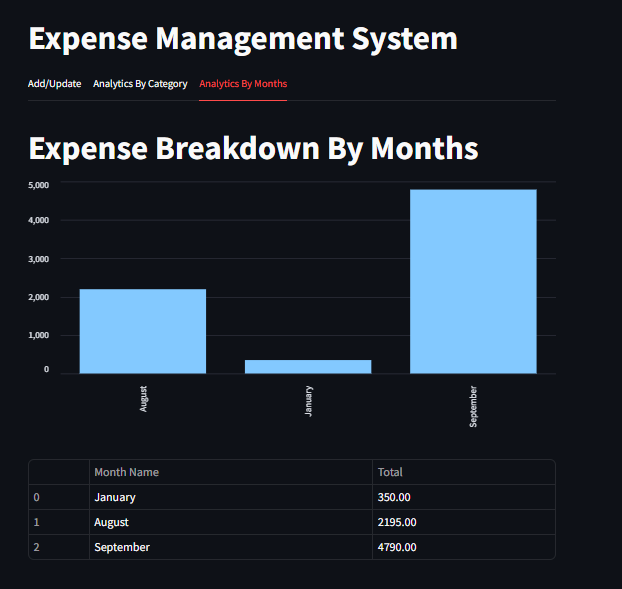 Expense Management System
Add/Update Analytics By Category Analytics By Months
Expense Breakdown By Months
5,000
4,000
3,000
2,000
1,000
0
August January September
Month Name Total
0 January 350.00
1 August 2195.00
2 September 4790.00